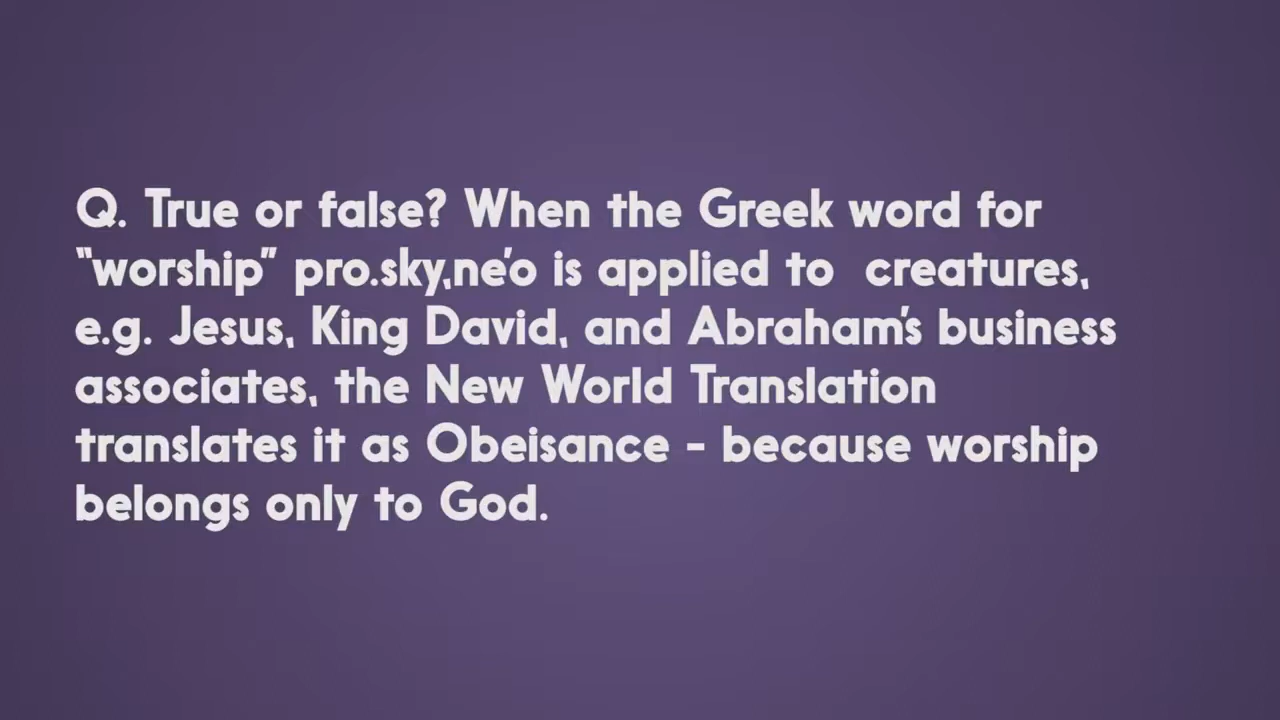 Q. True or false? When the Greek word for
"worship" pro.sky,ne'o is applied to creatures,
e.g. Jesus, King David, and Abraham's business
associates, the New World Translation
translates it as Obeisance - because worship
belongs only to God.